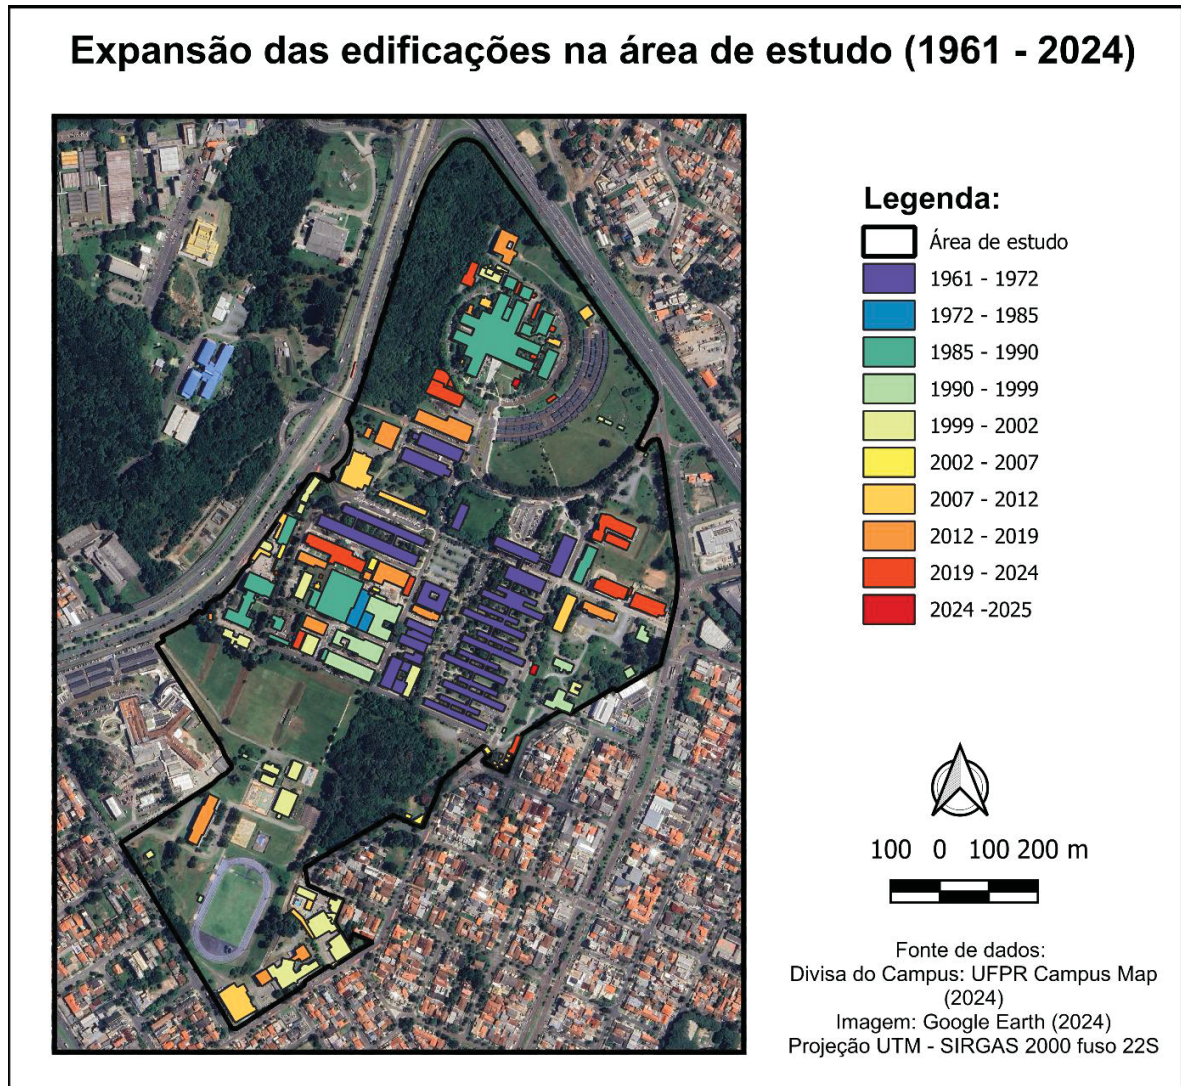 Expansão das edificações na área de estudo (1961 - 2024)
Legenda:
Área de estudo
1961 - 1972
1972 - 1985
1985 - 1990
1990 - 1999
1999 - 2002
2002 - 2007
2007 - 2012
2012 - 2019
2019 - 2024
2024 -2025
100 0 100 200 m
Fonte de dados:
Divisa do Campus: UFPR Campus Map
(2024)
Imagem: Google Earth (2024)
Projeção UTM - SIRGAS 2000 fuso 22S